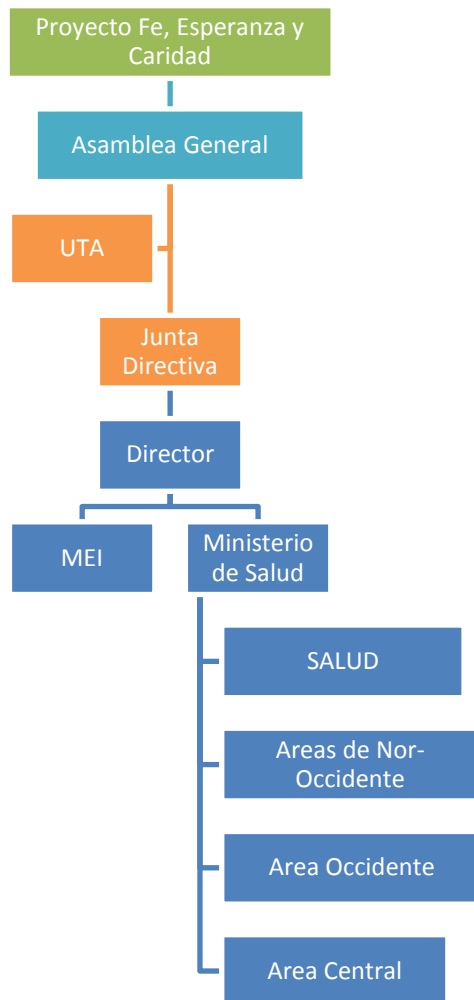 Proyecto Fe, Esperanza y
Caridad
Asamblea General
UTA
Junta
Directiva
Director
MEI
Ministerio
de Salud
SALUD
Areas de Nor-
Occidente
Area Occidente
Area Central